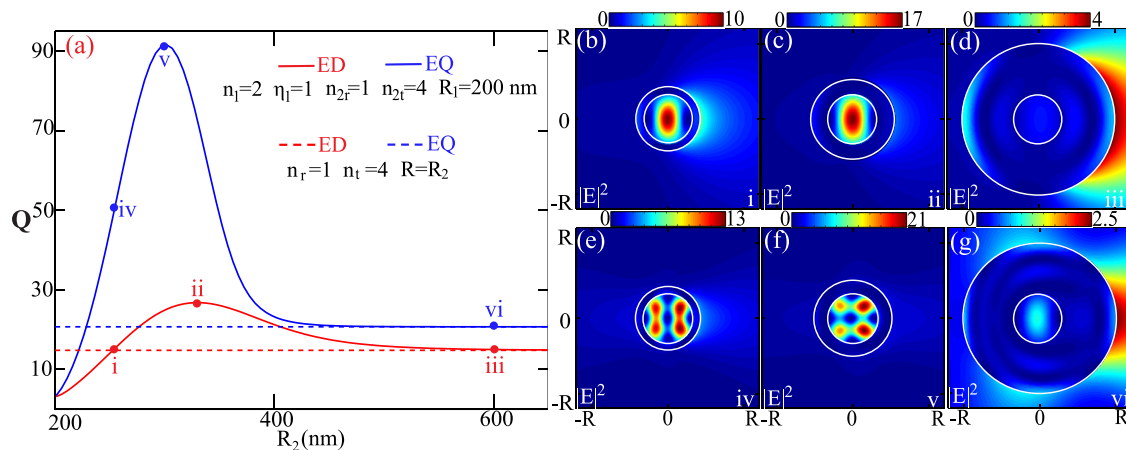 90
70
Q
50
30
10
(a)
ED
EQ
n1=2 η1=1 n2r=1 n2t=4 R1=200 nm
ED
EQ
nr=1 nt=4 R=R2
v
iv
ii
i
vi
iii
200
400
600
R2(nm)
0
10
0
17
0
4
R
0
-R
(b)
|E|2
i
(c)
|E|2
ii
(d)
|E|2
iii
0
13
0
21
0
2.5
R
0
-R
(e)
|E|2
iv
(f)
|E|2
v
(g)
|E|2
vi
-R
0
R
-R
0
R
-R
0
R